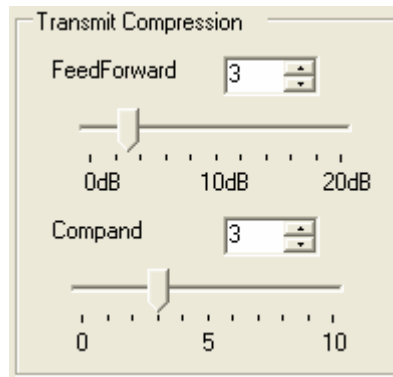 Transmit Compression
FeedForward 3
0dB 10dB 20dB
Compand 3
0 5 10